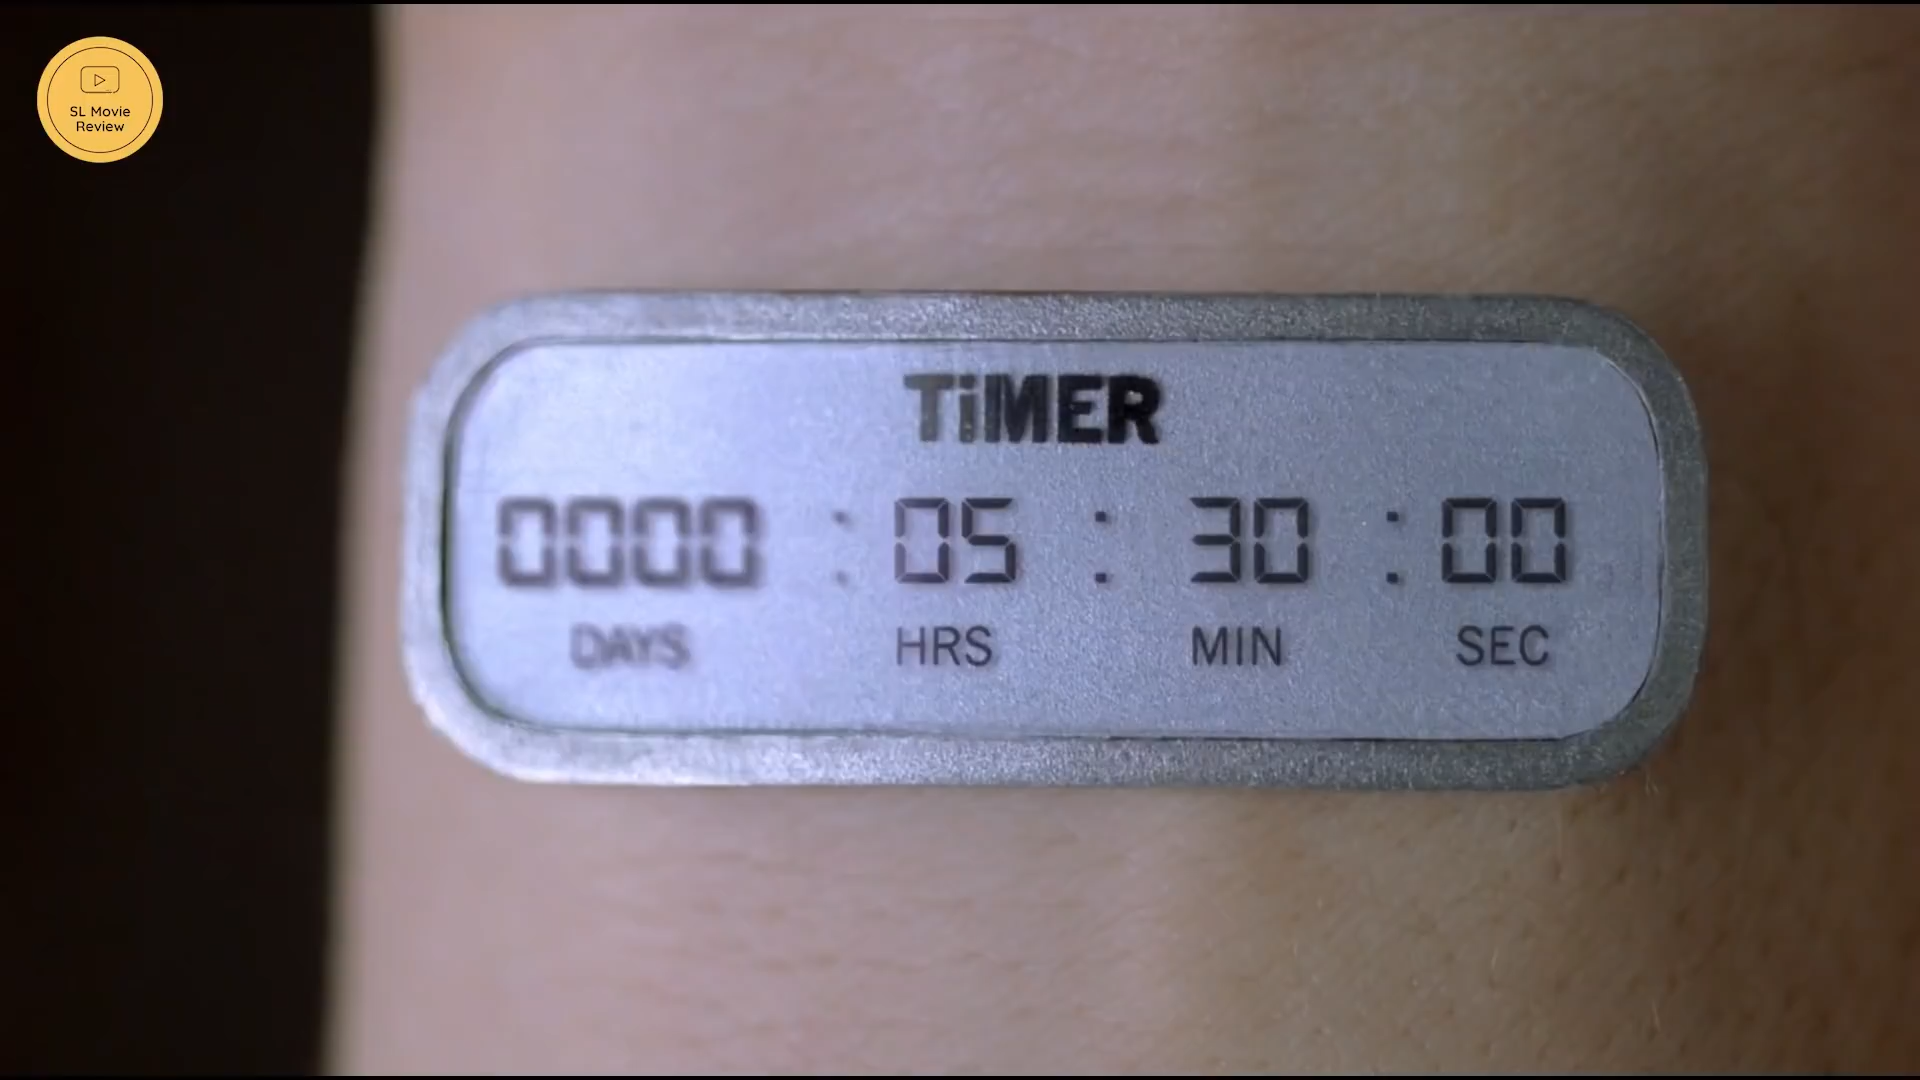 SL Movie
Review
TiMER
0000 : 05 : 30 : 00
DAYS HRS MIN SEC